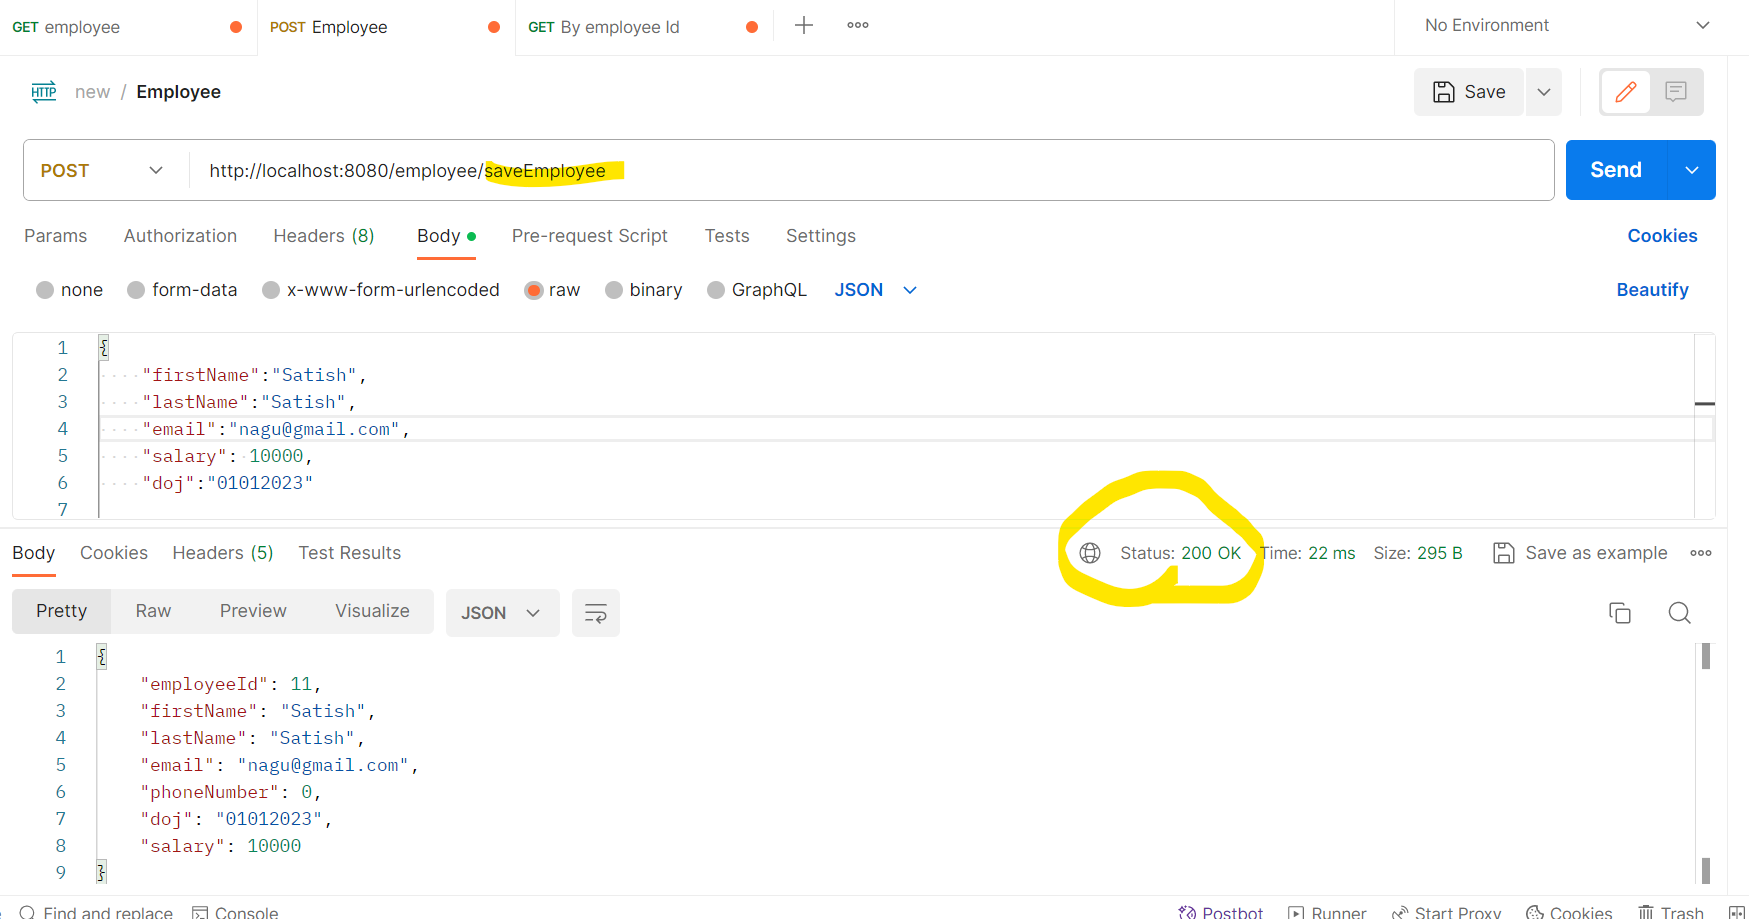 GET employee POST Employee GET By employee Id No Environment
HTTP new / Employee Save
POST http://localhost:8080/employee/saveEmployee Send
Params Authorization Headers (8) Body Pre-request Script Tests Settings Cookies
none form-data x-www-form-urlencoded raw binary GraphQL JSON Beautify
1 {
2 "firstName":"Satish",
3 "lastName":"Satish",
4 "email":"nagu@gmail.com",
5 "salary": 10000,
6 "doj":"01012023"
7
Body Cookies Headers (5) Test Results Status: 200 OK Time: 22 ms Size: 295 B Save as example
Pretty Raw Preview Visualize JSON
1 {
2 "employeeId": 11,
3 "firstName": "Satish",
4 "lastName": "Satish",
5 "email": "nagu@gmail.com",
6 "phoneNumber": 0,
7 "doj": "01012023",
8 "salary": 10000
9 }
Find and replace Console Postbot Runner Start Proxy Cookies Trash